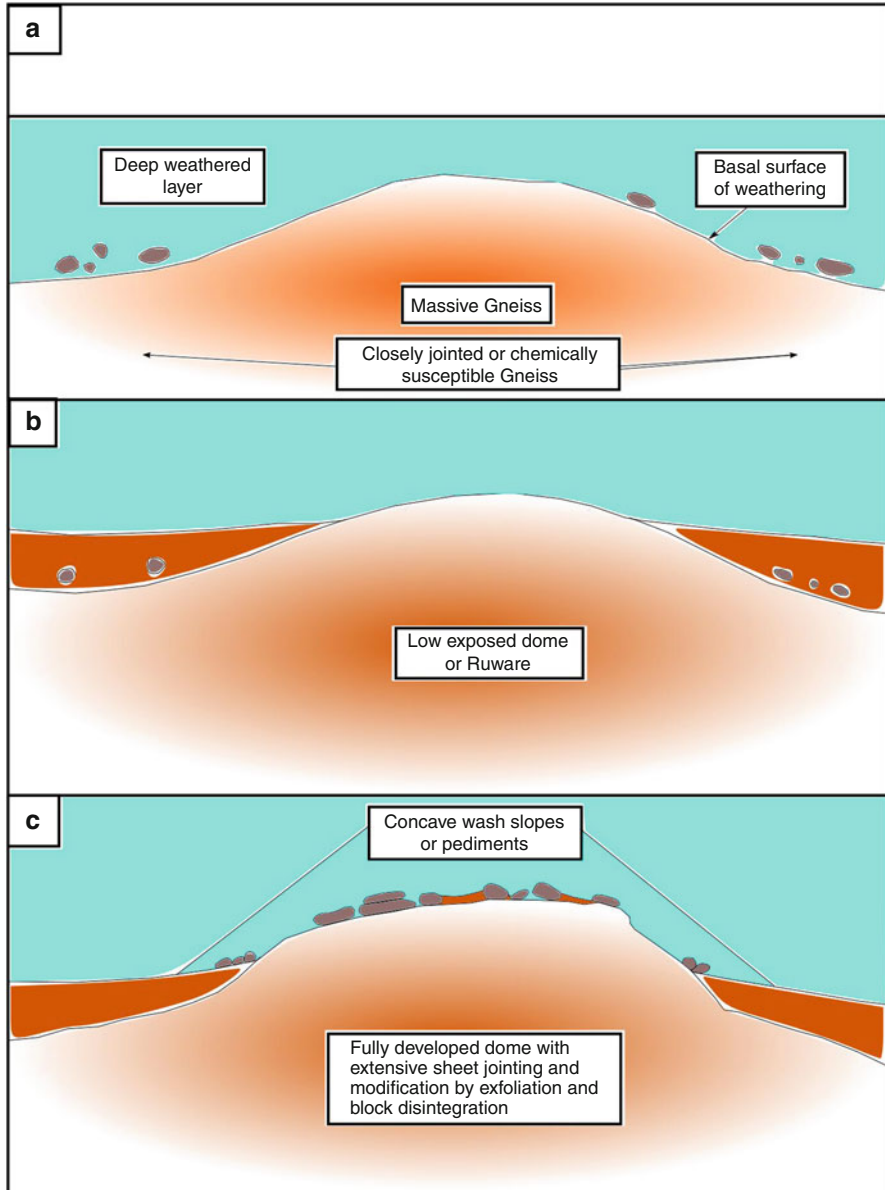 a
Deep weathered
layer
Basal surface
of weathering
Massive Gneiss
Closely jointed or chemically
susceptible Gneiss
b
Low exposed dome
or Ruware
c
Concave wash slopes
or pediments
Fully developed dome with
extensive sheet jointing and
modification by exfoliation and
block disintegration